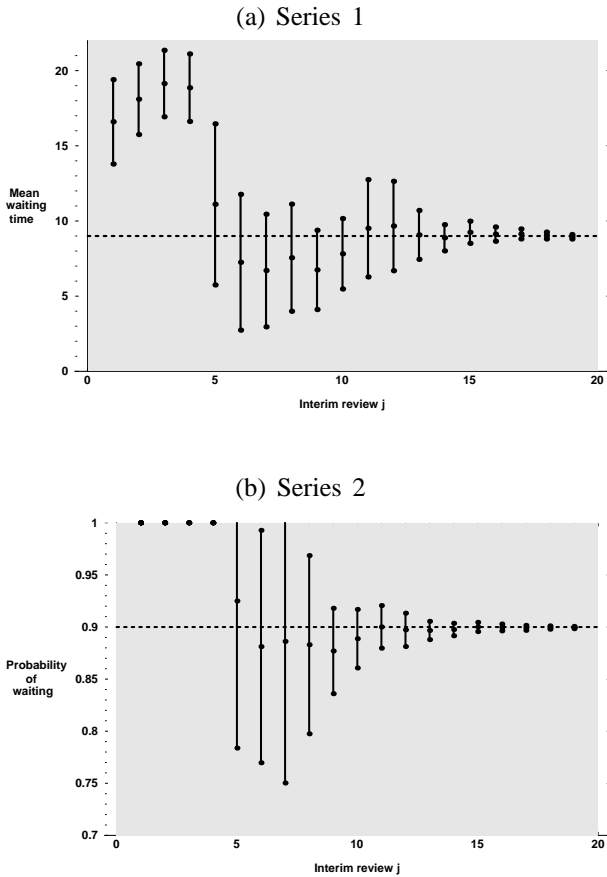 (a) Series 1
20
15
10
5
0
Mean
waiting
time
0
5
10
15
20
Interim review j
(b) Series 2
1
0.95
0.9
0.85
0.8
0.75
0.7
Probability
of
waiting
0
5
10
15
20
Interim review j